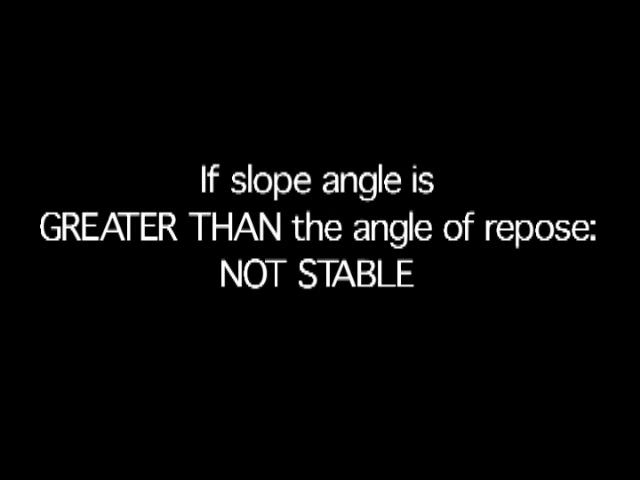 If slope angle is
GREATER THAN the angle of repose:
NOT STABLE